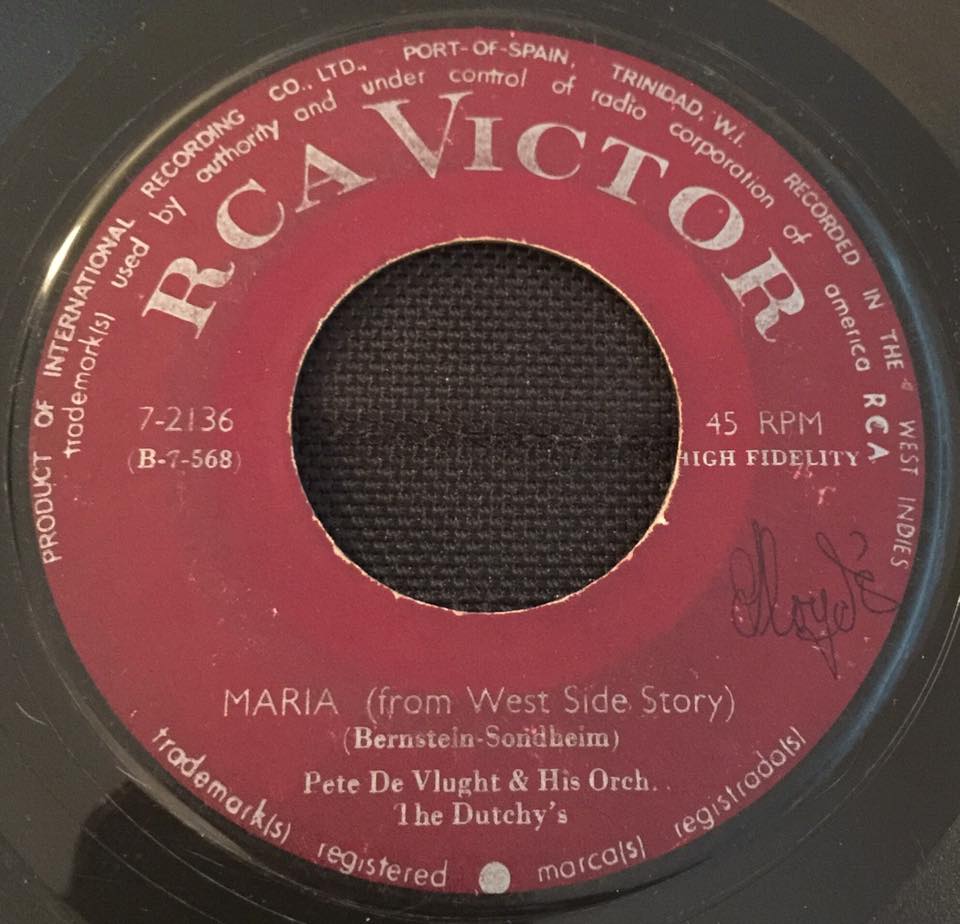 PRODUCT OF INTERNATIONAL RECORDING CO., LTD., PORT-OF-SPAIN, TRINIDAD, W.I. RECORDED IN THE WEST INDIES
trademark(s) used by authority and under control of radio corporation of america RCA
RCA VICTOR
7-2136
(B-7-568)
45 RPM
HIGH FIDELITY
MARIA (from West Side Story)
(Bernstein-Sondheim)
Pete De Vlught & His Orch..
The Dutchy's
trademark(s) registered marca(s) registrada(s)